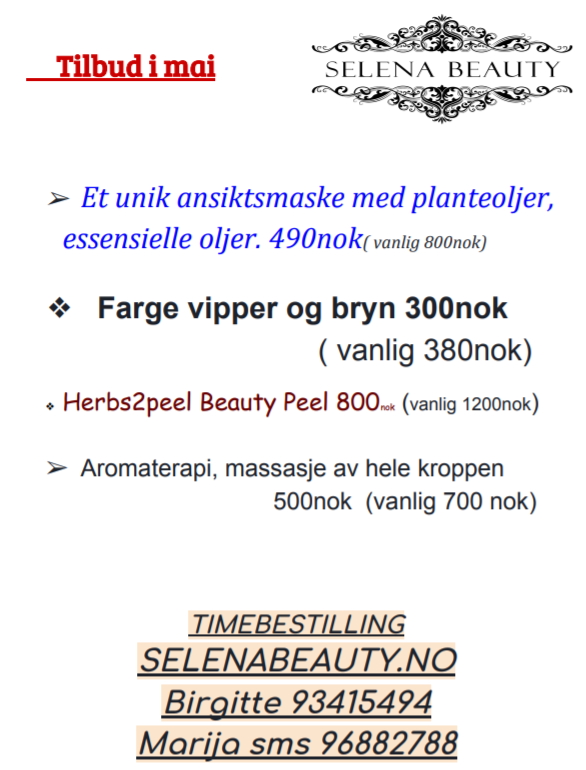 Tilbud i mai
SELENA BEAUTY
➢ Et unik ansiktsmaske med planteoljer,
essensielle oljer. 490nok( vanlig 800nok)
❖ Farge vipper og bryn 300nok
( vanlig 380nok)
❖ Herbs2peel Beauty Peel 800nok (vanlig 1200nok)
➢ Aromaterapi, massasje av hele kroppen
500nok (vanlig 700 nok)
TIMEBESTILLING
SELENABEAUTY.NO
Birgitte 93415494
Marija sms 96882788